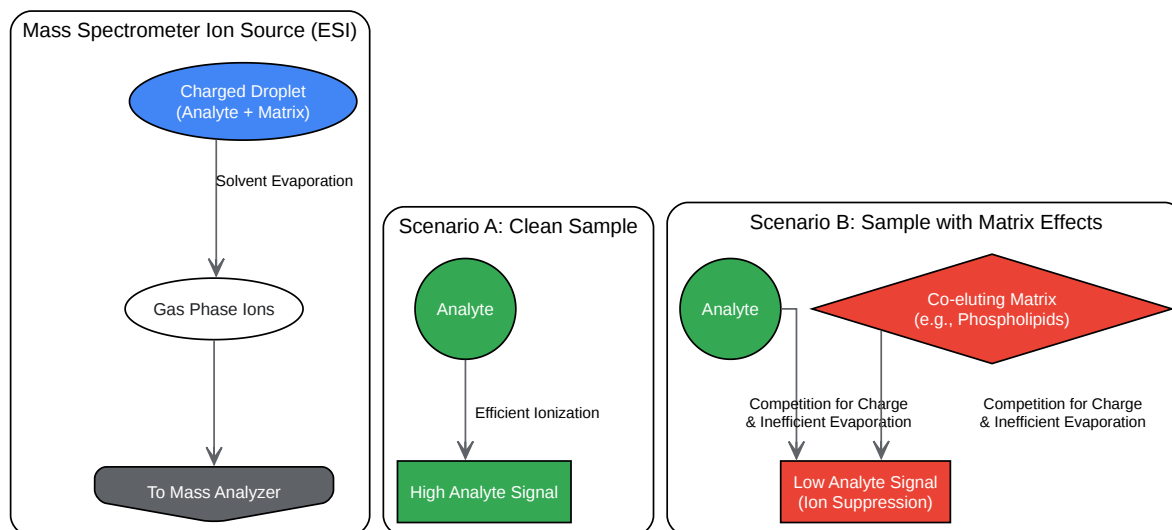 Mass Spectrometer Ion Source (ESI)
Charged Droplet
(Analyte + Matrix)
Solvent Evaporation
Gas Phase Ions
To Mass Analyzer
Scenario A: Clean Sample
Analyte
Efficient Ionization
High Analyte Signal
Scenario B: Sample with Matrix Effects
Analyte
Co-eluting Matrix
(e.g., Phospholipids)
Competition for Charge
& Inefficient Evaporation
Competition for Charge
& Inefficient Evaporation
Low Analyte Signal
(Ion Suppression)